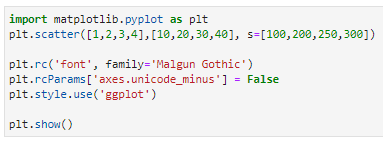 import matplotlib.pyplot as plt
plt.scatter([1,2,3,4],[10,20,30,40], s=[100,200,250,300])
plt.rc('font', family='Malgun Gothic')
plt.rcParams['axes.unicode_minus'] = False
plt.style.use('ggplot')
plt.show()